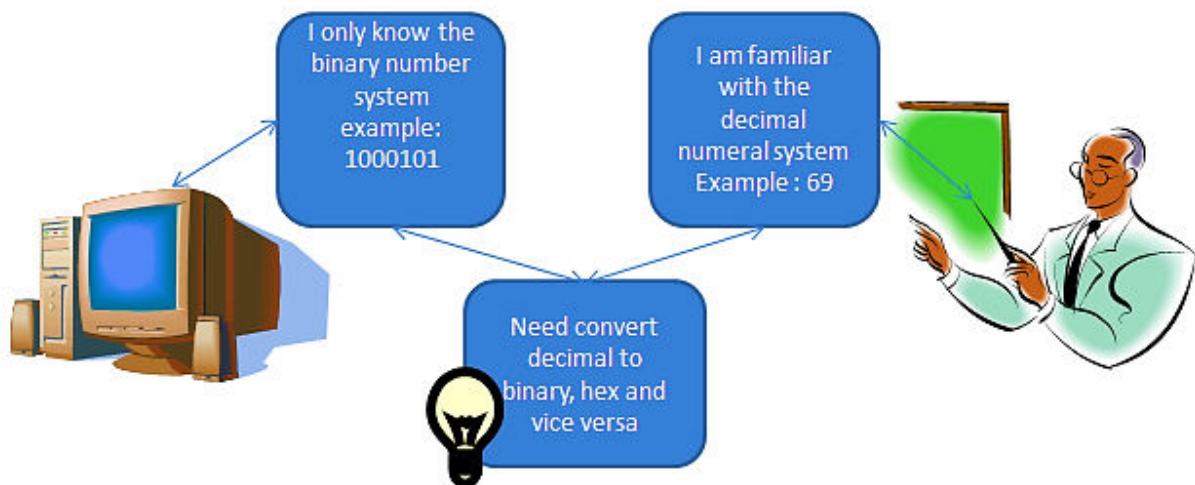 I only know the
binary number
system
example:
1000101
I am familiar
with the
decimal
numeral system
Example : 69
Need convert
decimal to
binary, hex and
vice versa